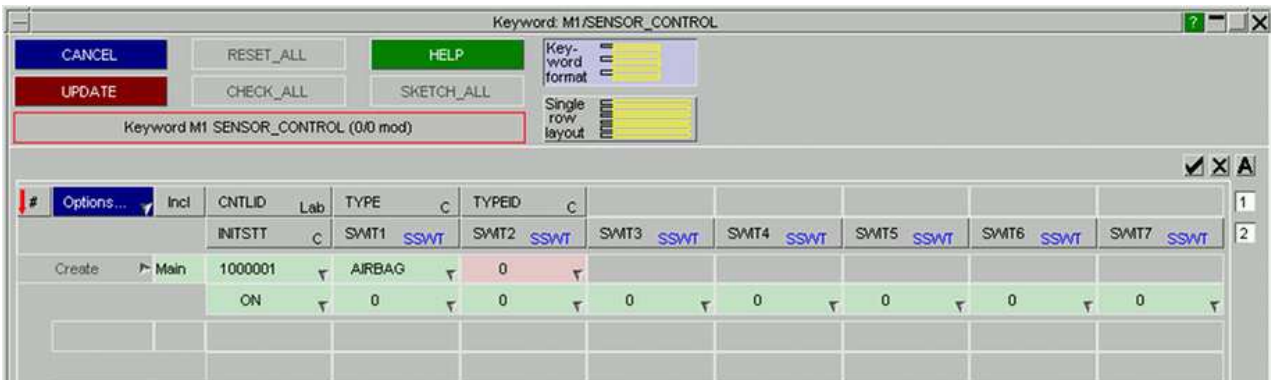 Keyword: M1/SENSOR_CONTROL ?
CANCEL RESET_ALL HELP Key-
word
format
UPDATE CHECK_ALL SKETCH_ALL
Keyword M1 SENSOR_CONTROL (0/0 mod)
Single
row
layout
A
# Options... Incl CNTLID Lab TYPE C TYPEID C 1
INITSTT C SWIT1 SSWT SWIT2 SSWT SWIT3 SSWT SWIT4 SSWT SWIT5 SSWT SWIT6 SSWT SWIT7 SSWT 2
Create Main 1000001 AIRBAG 0
ON 0 0 0 0 0 0 0